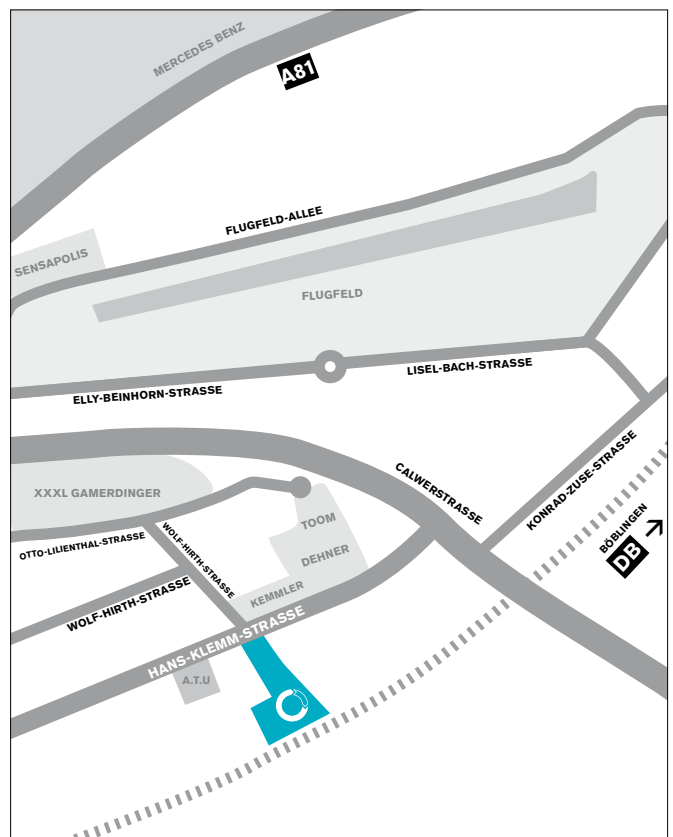 MERCEDES BENZ
A81
FLUGFELD-ALLEE
SENSAPOLIS
FLUGFELD
LISEL-BACH-STRASSE
ELLY-BEINHORN-STRASSE
CALWERSTRASSE
KONRAD-ZUSE-STRASSE
XXXL GAMERDINGER
TOOM
BÖBLINGEN
DB
OTTO-LILIENTHAL-STRASSE
WOLF-HIRTH-STRASSE
DEHNER
KEMMLER
WOLF-HIRTH-STRASSE
HANS-KLEMM-STRASSE
A.T.U